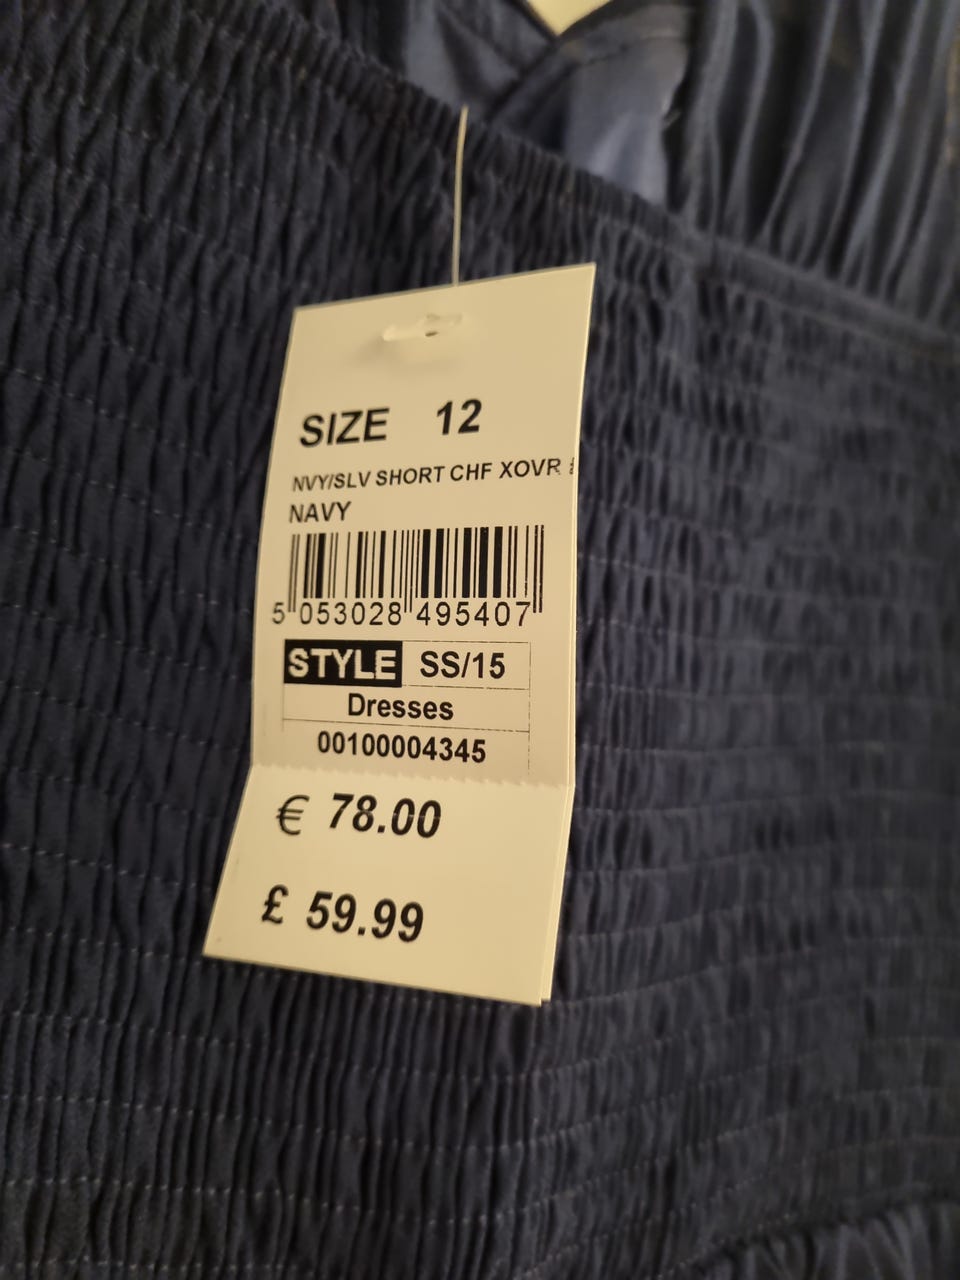 SIZE 12
NVY/SLV SHORT CHF XOVR
NAVY
5 053028 495407
STYLE SS/15
Dresses
00100004345
€ 78.00
£ 59.99